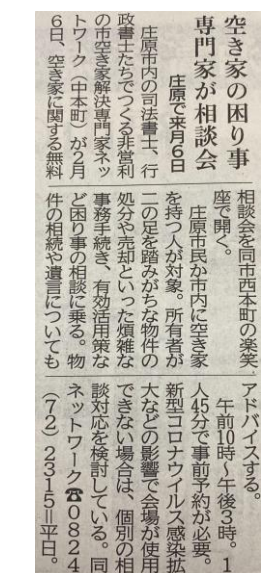 空き家の困り事
専門家が相談会
庄原で来月6日
庄原市内の司法書士、行
政書士たちでつくる非営利
の市空き家解決専門家ネッ
トワーク（中本町）が2月
6日、空き家に関する無料
相談会を同市西本町の楽笑
座で開く。
庄原市民か市内に空き家
を持つ人が対象。所有者が
二の足を踏みがちな物件の
処分や売却といった煩雑な
事務手続き、有効活用策な
ど困り事の相談に乗る。物
件の相続や遺言についても
アドバイスする。
午前10時～午後3時。1
人45分で事前予約が必要。
新型コロナウイルス感染拡
大などの影響で会場が使用
できない場合は、個別の相
談対応を検討している。同
ネットワーク☎0824
（72）2315＝平日。